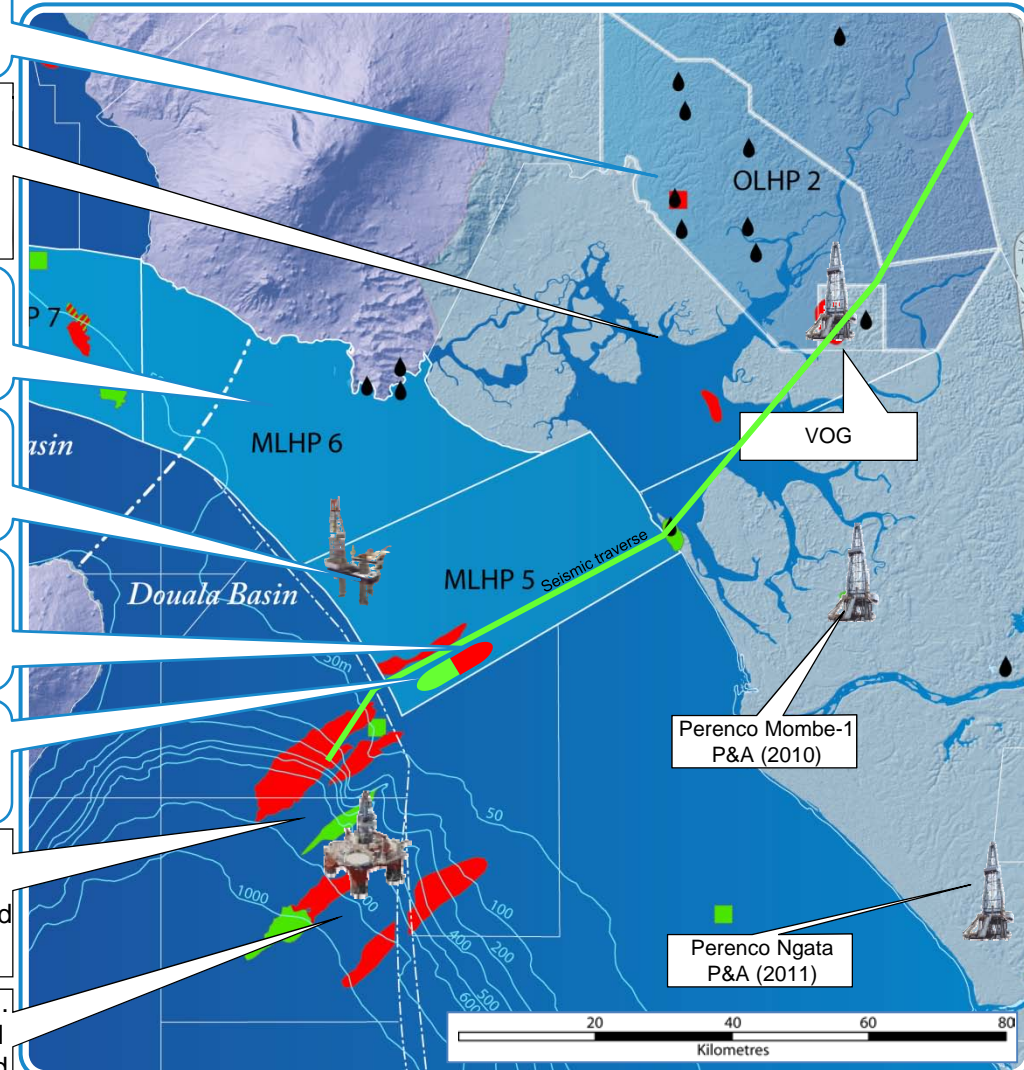 OLHP 2
P 7
MLHP 6
VOG
asin
MLHP 5
Seismic traverse
Douala Basin
50m
Perenco Mombe-1
P&A (2010)
50
1000
100
400
200
500
600
Perenco Ngata
P&A (2011)
d
l
d
20 40 60 80
Kilometres